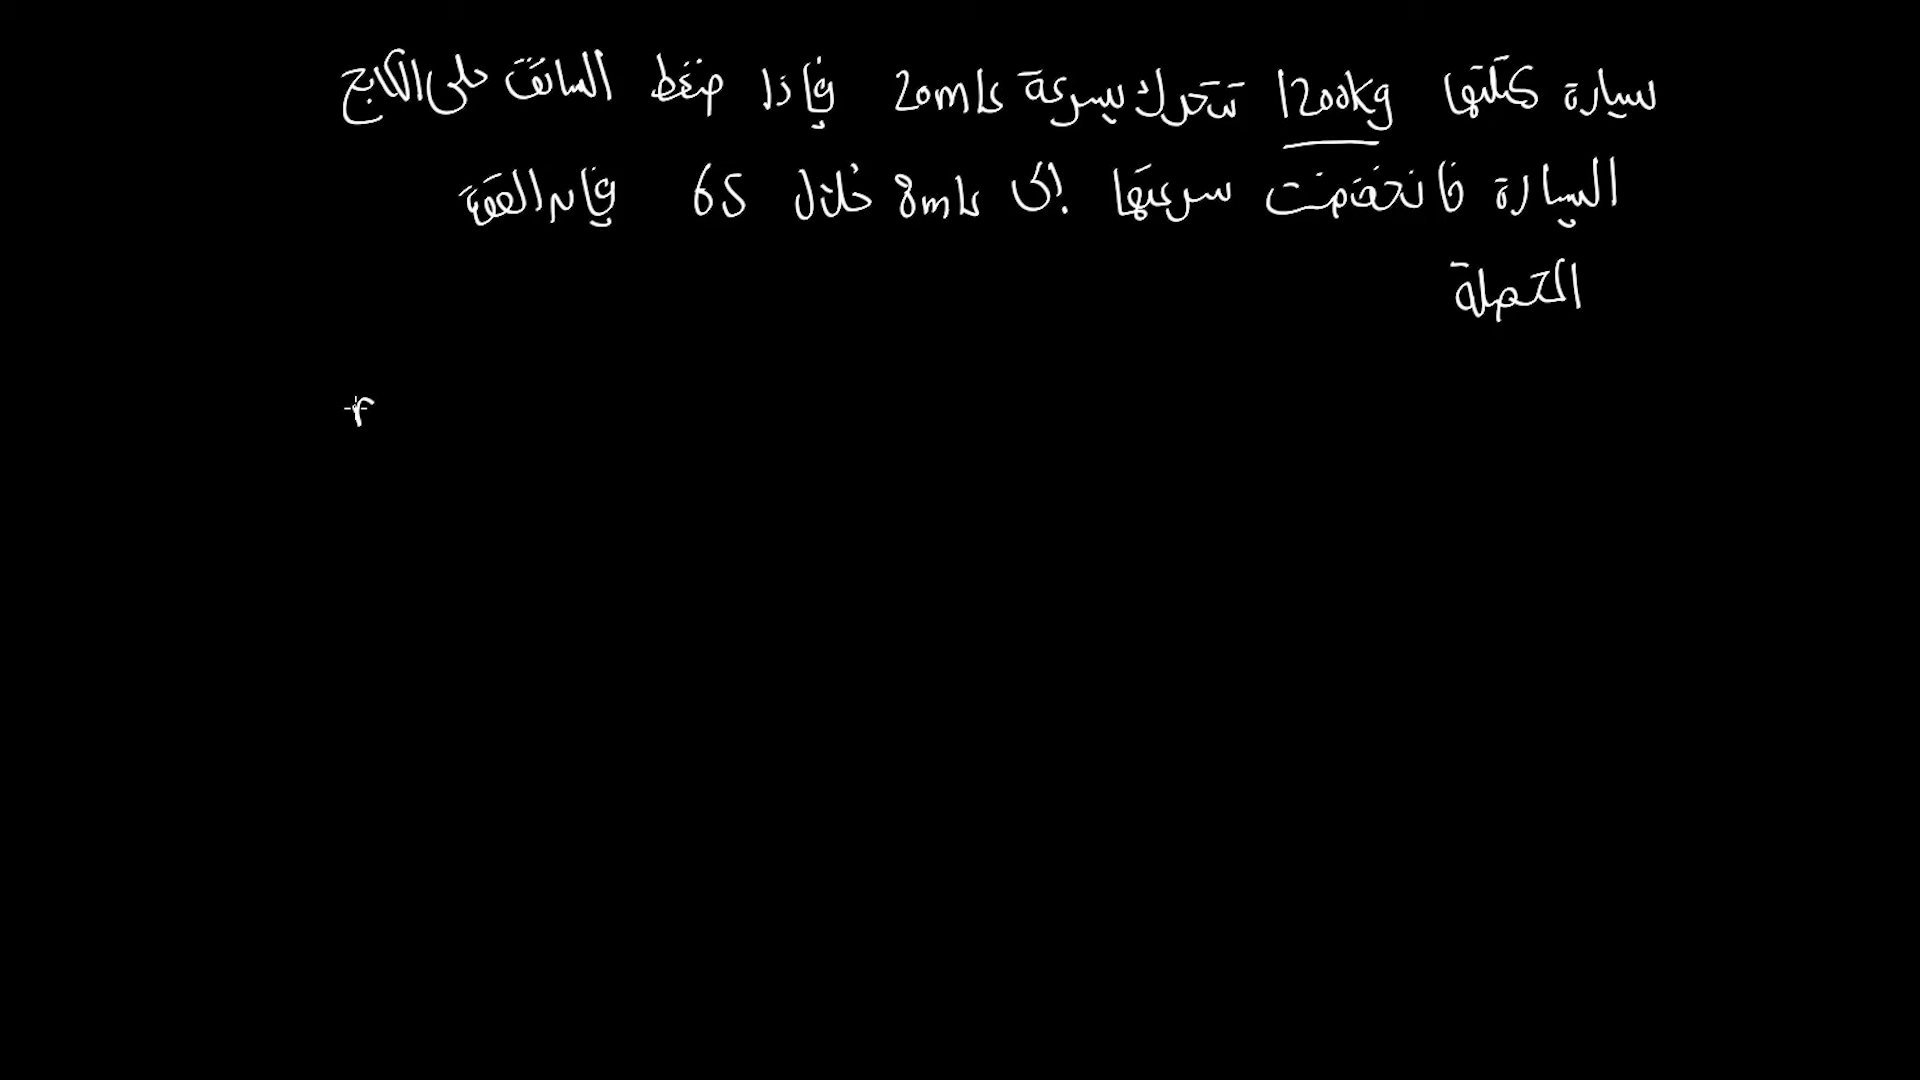 سيارة كتلتها 1200kg تتحرك بسرعة 20m/s فإذا ضغط السائق على الكابح
السيارة فانخفضت سرعتها إلى 8m/s خلال 6s فإن القوة
المحصلة
r